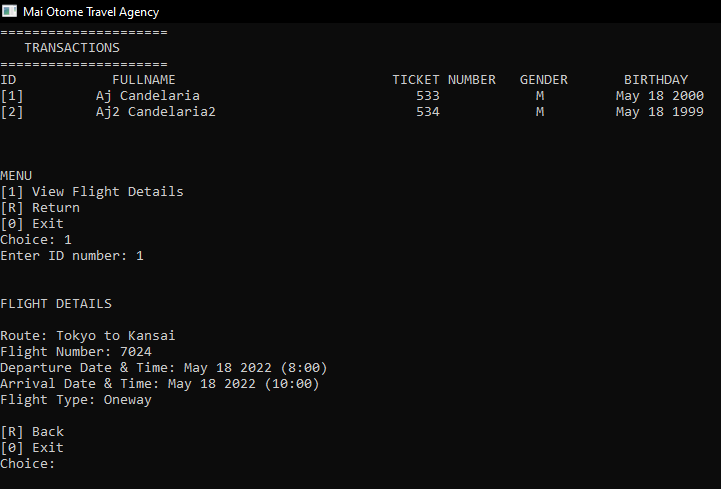 Mai Otome Travel Agency
=====================
TRANSACTIONS
=====================
ID FULLNAME TICKET NUMBER GENDER BIRTHDAY
[1] Aj Candelaria 533 M May 18 2000
[2] Aj2 Candelaria2 534 M May 18 1999
MENU
[1] View Flight Details
[R] Return
[0] Exit
Choice: 1
Enter ID number: 1
FLIGHT DETAILS
Route: Tokyo to Kansai
Flight Number: 7024
Departure Date & Time: May 18 2022 (8:00)
Arrival Date & Time: May 18 2022 (10:00)
Flight Type: Oneway
[R] Back
[0] Exit
Choice: